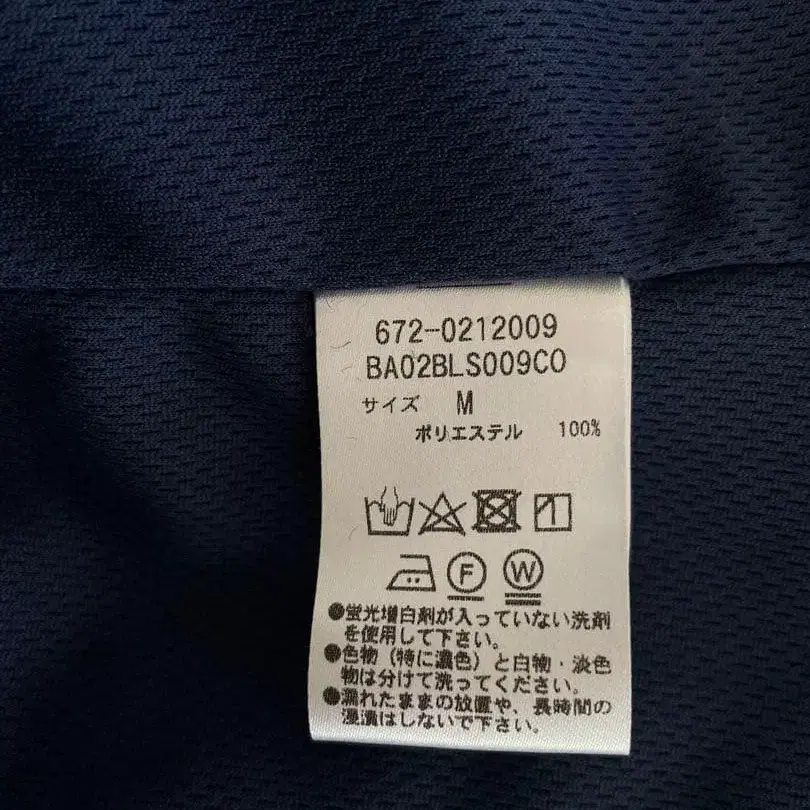 672-0212009
BA02BLS009CO
サイズ M
ポリエステル 100%
F W
●蛍光増白剤が入っていない洗剤
を使用して下さい。
●色物（特に濃色）と白物・淡色
物は分けて洗ってください。
●濡れたままの放置や、長時間の
浸漬はしないで下さい。